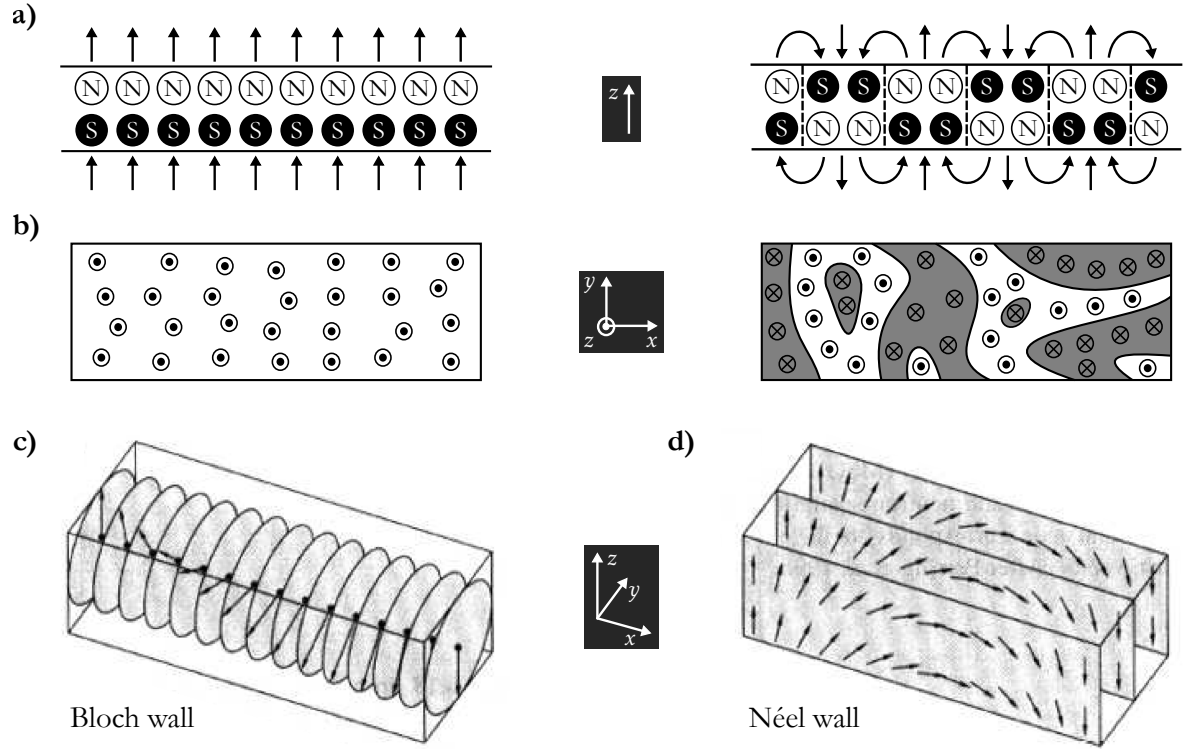 a)
N N N N N N N N N N
S S S S S S S S S S
z
N S S N N S S N N S
S N N S S N N S S N
b)
y
z x
c)
d)
z
y
x
Bloch wall
Néel wall